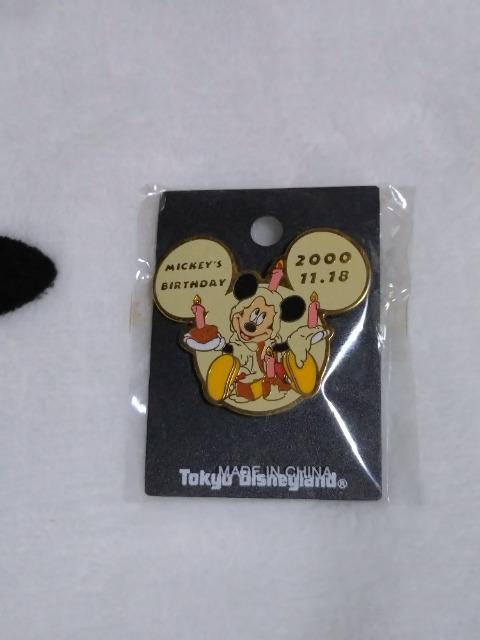 MICKEY'S
BIRTHDAY
2000
11.18
MADE IN CHINA
Tokyo Disneyland®